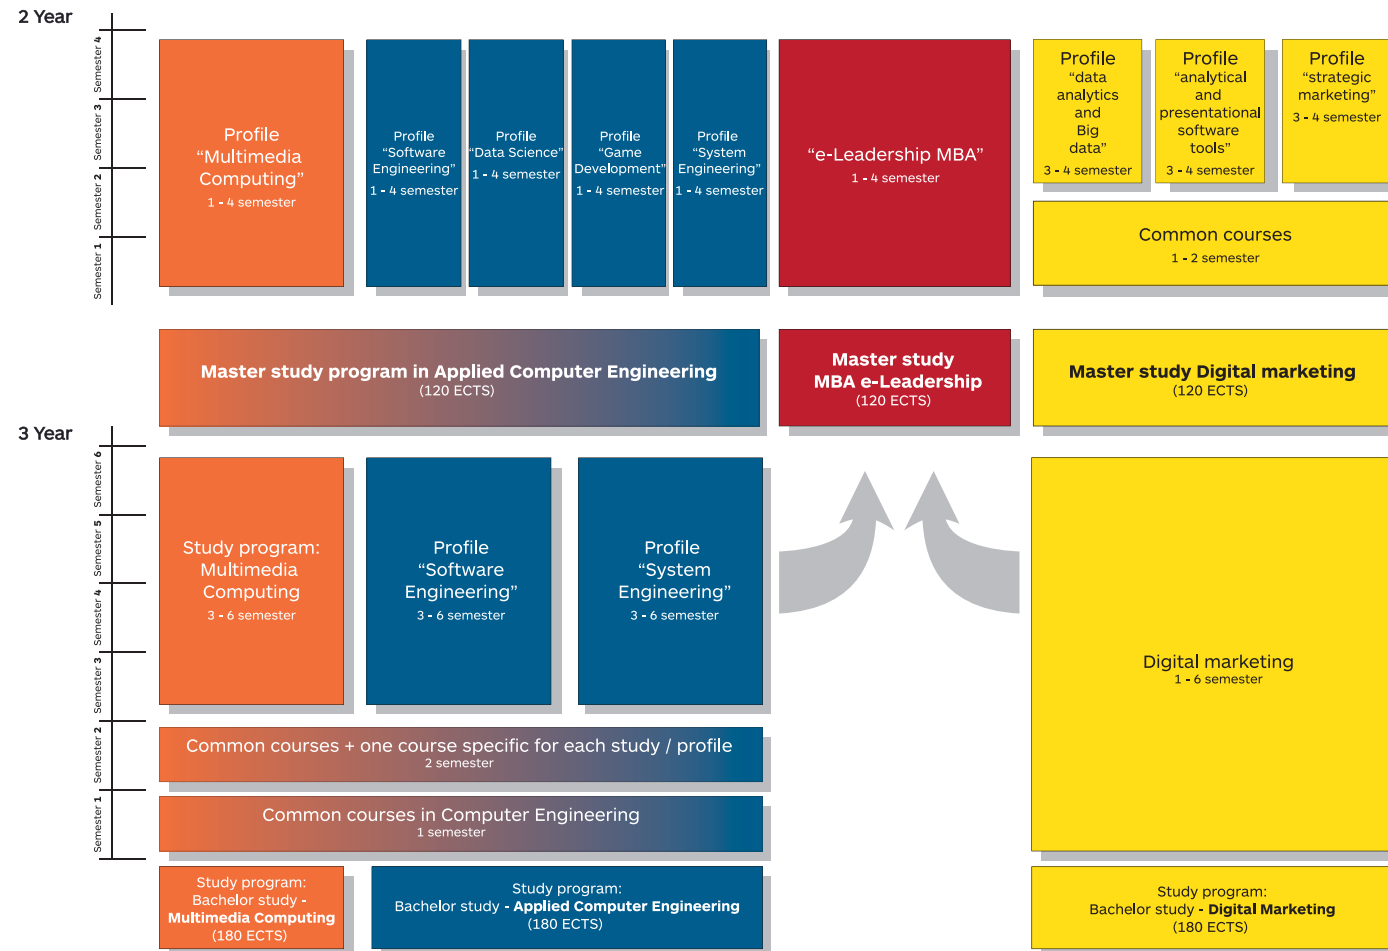 2 Year
Semester 4
Semester 3
Semester 2
Semester 1
Profile
“Multimedia
Computing”
1 - 4 semester
Profile
“Software
Engineering”
1 - 4 semester
Profile
“Data Science”
1 - 4 semester
Profile
“Game
Development”
1 - 4 semester
Profile
“System
Engineering”
1 - 4 semester
“e-Leadership MBA”
1 - 4 semester
Profile
“data
analytics
and
Big
data”
3 - 4 semester
Profile
“analytical
and
presentational
software
tools”
3 - 4 semester
Profile
“strategic
marketing”
3 - 4 semester
Common courses
1 - 2 semester
Master study program in Applied Computer Engineering
(120 ECTS)
Master study
MBA e-Leadership
(120 ECTS)
Master study Digital marketing
(120 ECTS)
3 Year
Semester 6
Semester 5
Semester 4
Semester 3
Semester 2
Semester 1
Study program:
Multimedia
Computing
3 - 6 semester
Profile
“Software
Engineering”
3 - 6 semester
Profile
“System
Engineering”
3 - 6 semester
Digital marketing
1 - 6 semester
Common courses + one course specific for each study / profile
2 semester
Common courses in Computer Engineering
1 semester
Study program:
Bachelor study -
Multimedia Computing
(180 ECTS)
Study program:
Bachelor study - Applied Computer Engineering
(180 ECTS)
Study program:
Bachelor study - Digital Marketing
(180 ECTS)